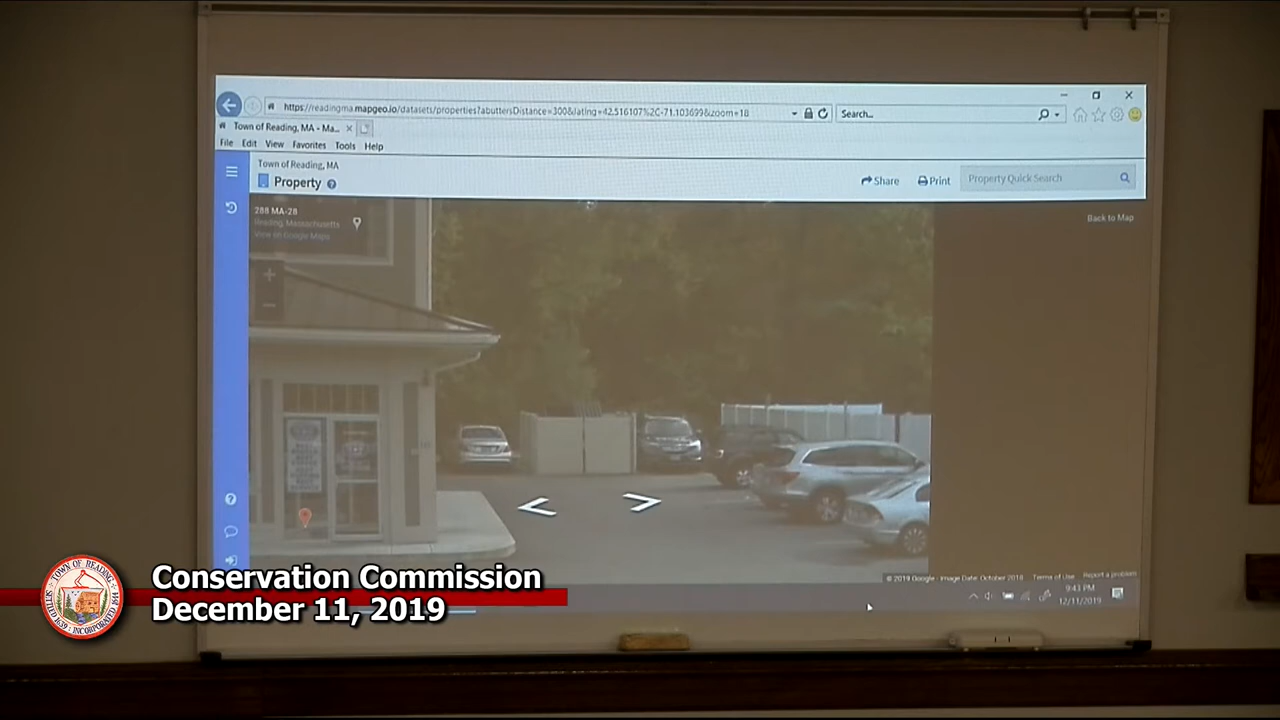 https://readingma.mapgeo.io/datasets/properties?abuttersDistance=300&latlng=42.516107%2C-71.103699&zoom=18
Search...
Town of Reading, MA - Ma...
File Edit View Favorites Tools Help
Town of Reading, MA
Property
Share
Print
Property Quick Search
288 MA-28
Reading, Massachusetts
View on Google Maps
Back to Map
© 2019 Google
Image Date: October 2018
Terms of Use
Report a problem
9:43 PM
12/11/2019
Conservation Commission
December 11, 2019
TOWN OF READING